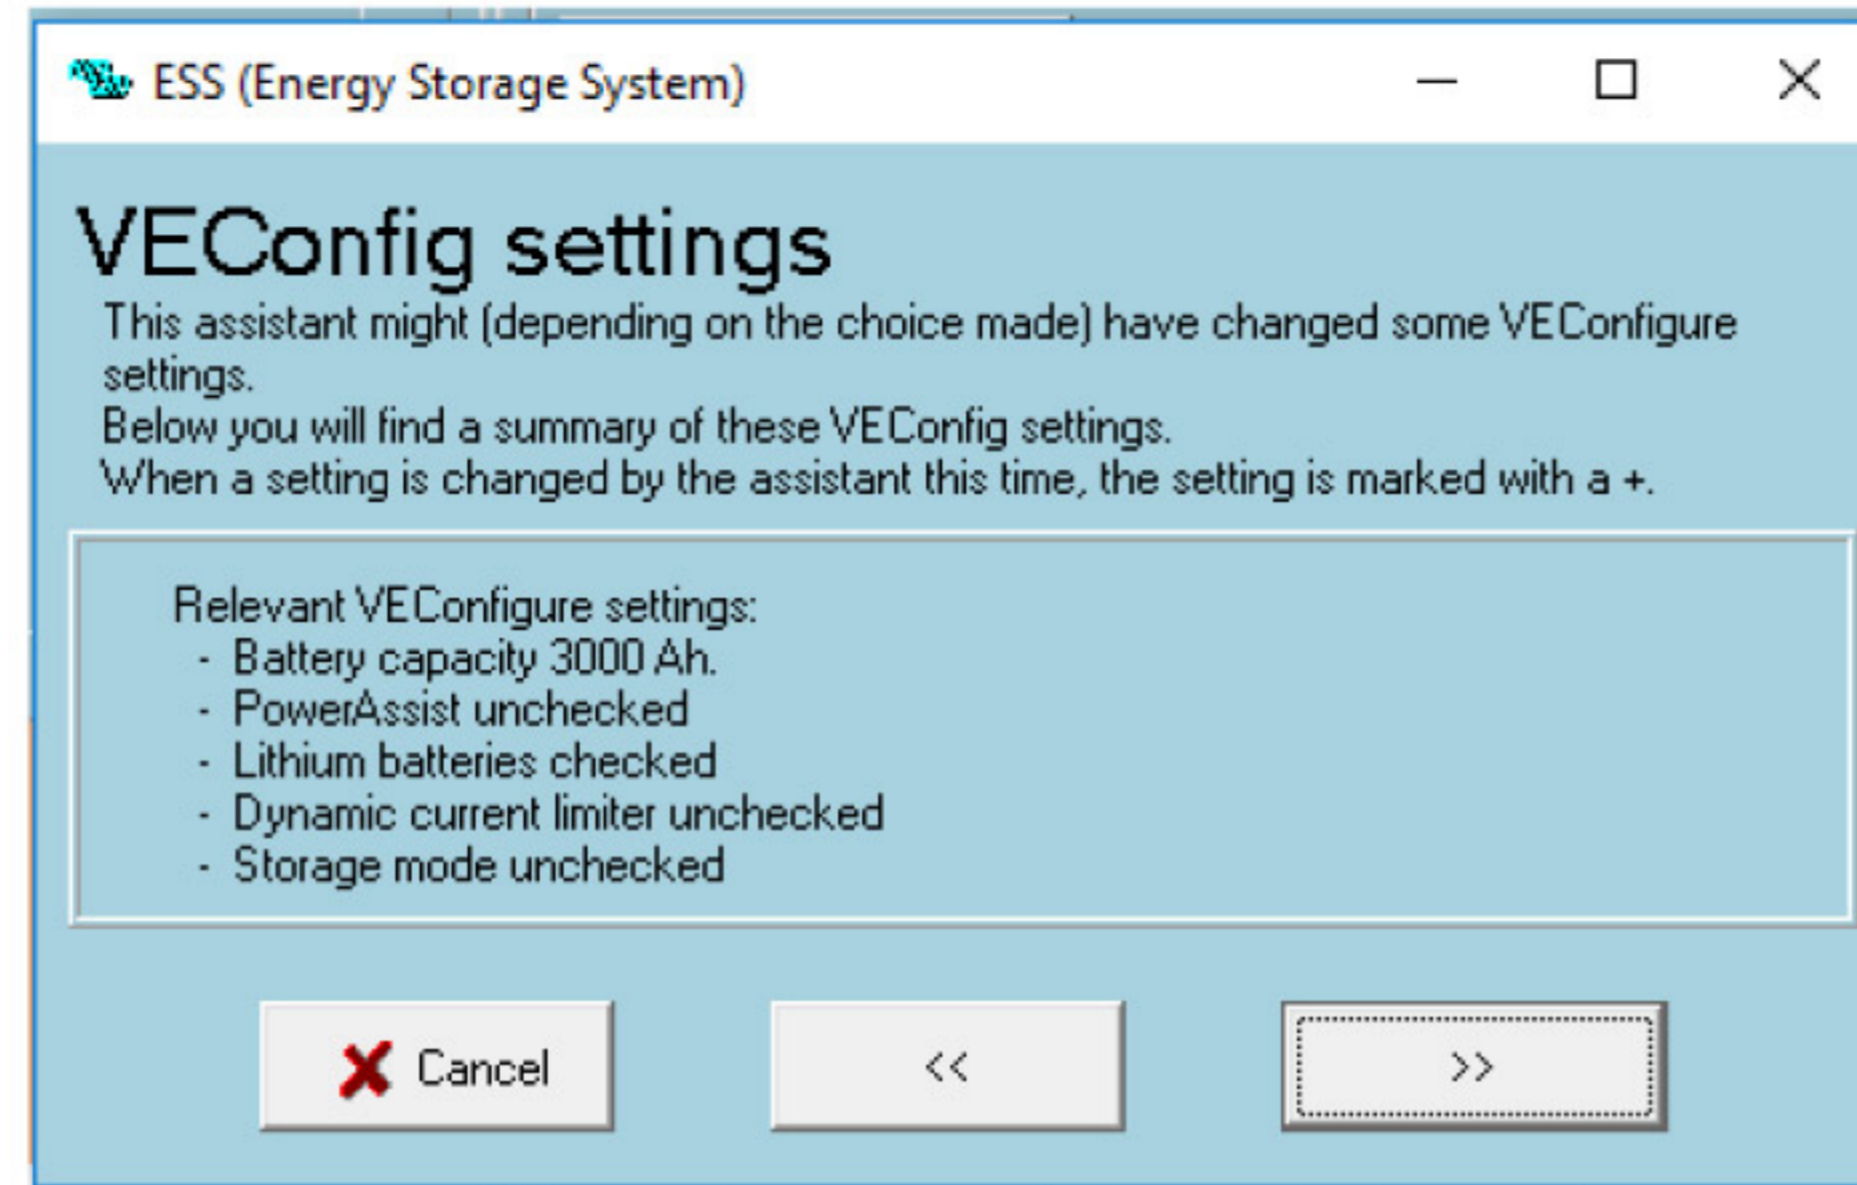 ESS (Energy Storage System)
VEConfig settings
This assistant might (depending on the choice made) have changed some VEConfigure
settings.
Below you will find a summary of these VEConfig settings.
When a setting is changed by the assistant this time, the setting is marked with a +.
Relevant VEConfigure settings:
- Battery capacity 3000 Ah.
- PowerAssist unchecked
- Lithium batteries checked
- Dynamic current limiter unchecked
- Storage mode unchecked
Cancel
<<
>>